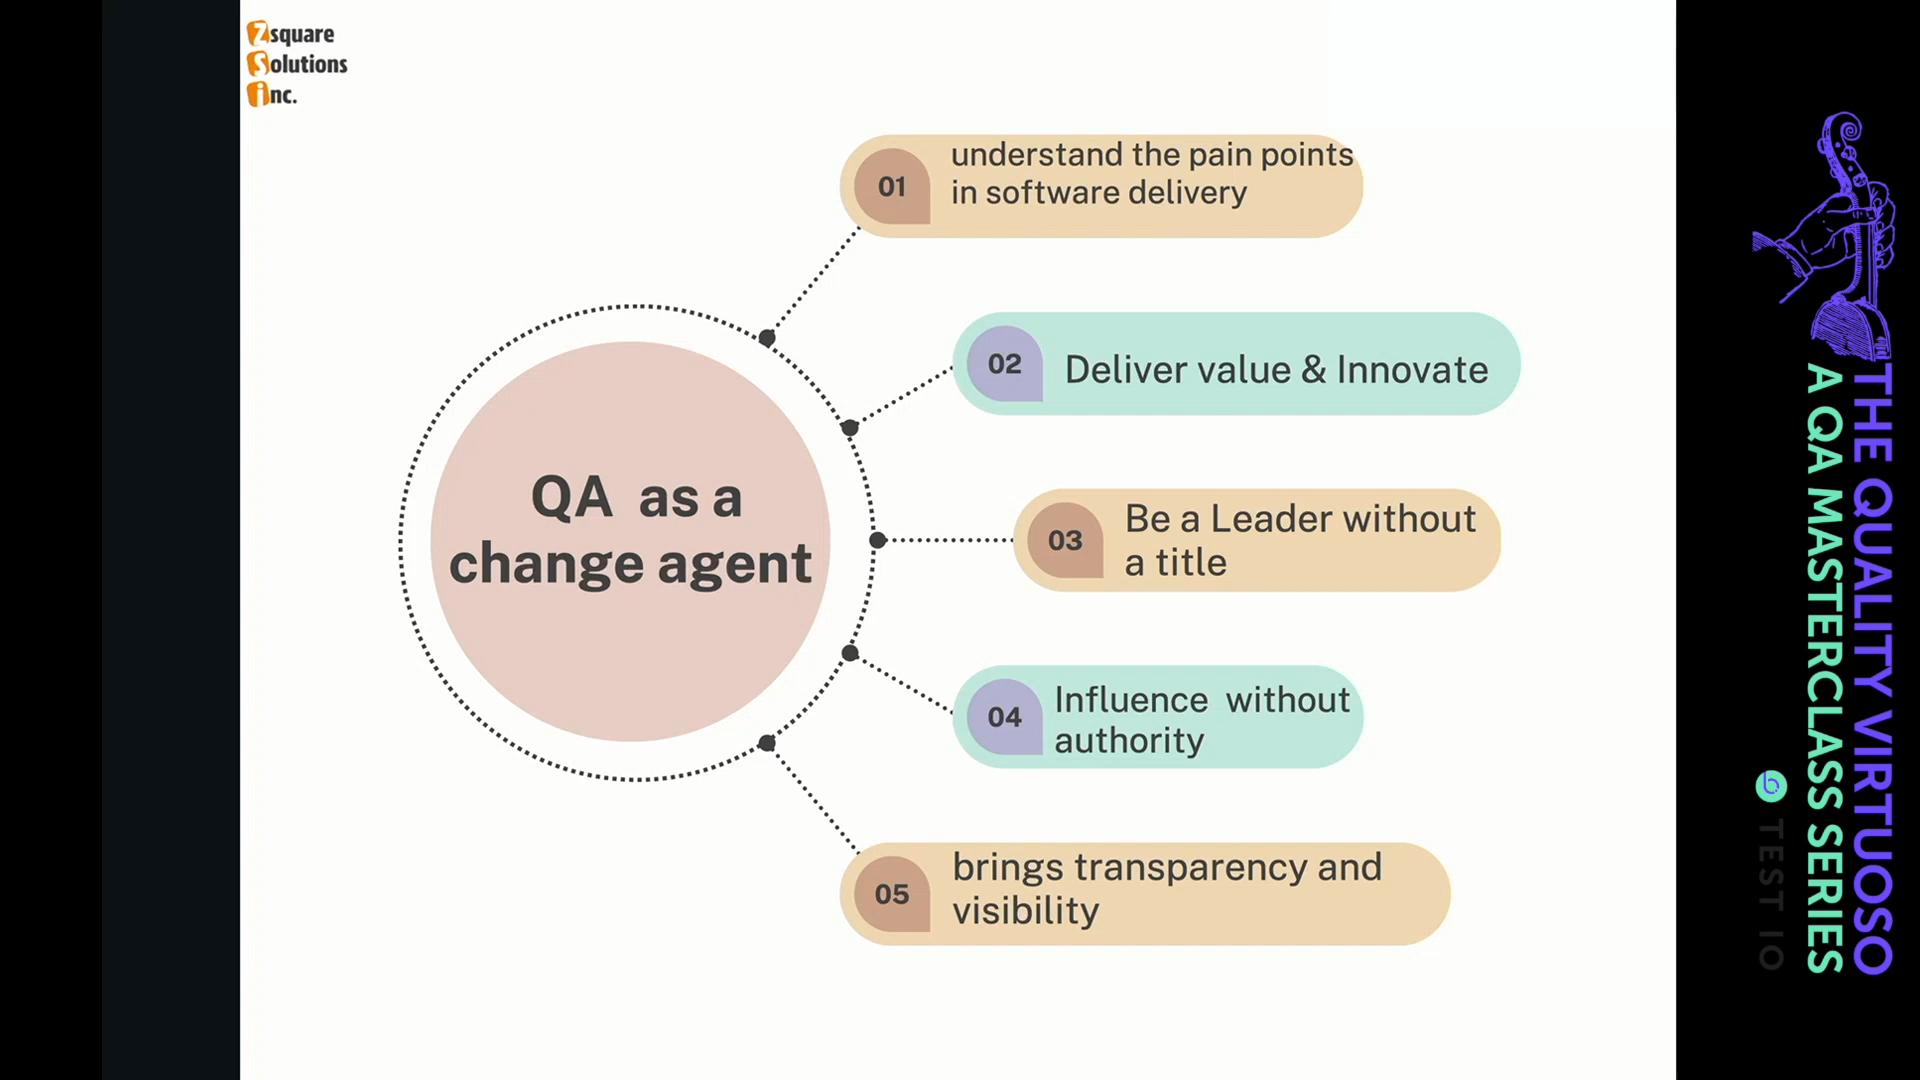 Zsquare
Solutions
inc.
01
understand the pain points
in software delivery
02
Deliver value & Innovate
QA as a
change agent
03
Be a Leader without
a title
04
Influence without
authority
05
brings transparency and
visibility
THE QUALITY VIRTUOSO
A QA MASTERCLASS SERIES
TEST IO